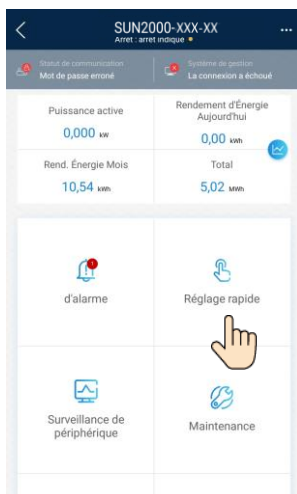 SUN2000-XXX-XX
Arret : arret indique
Statut de communication
Mot de passe erroné
Système de gestion
La connexion a échoué
Puissance active
0,000 kW
Rendement d'Énergie
Aujourd'hui
0,00 kWh
Rend. Énergie Mois
10,54 kWh
Total
5,02 MWh
1
d'alarme
Réglage rapide
Surveillance de
périphérique
Maintenance